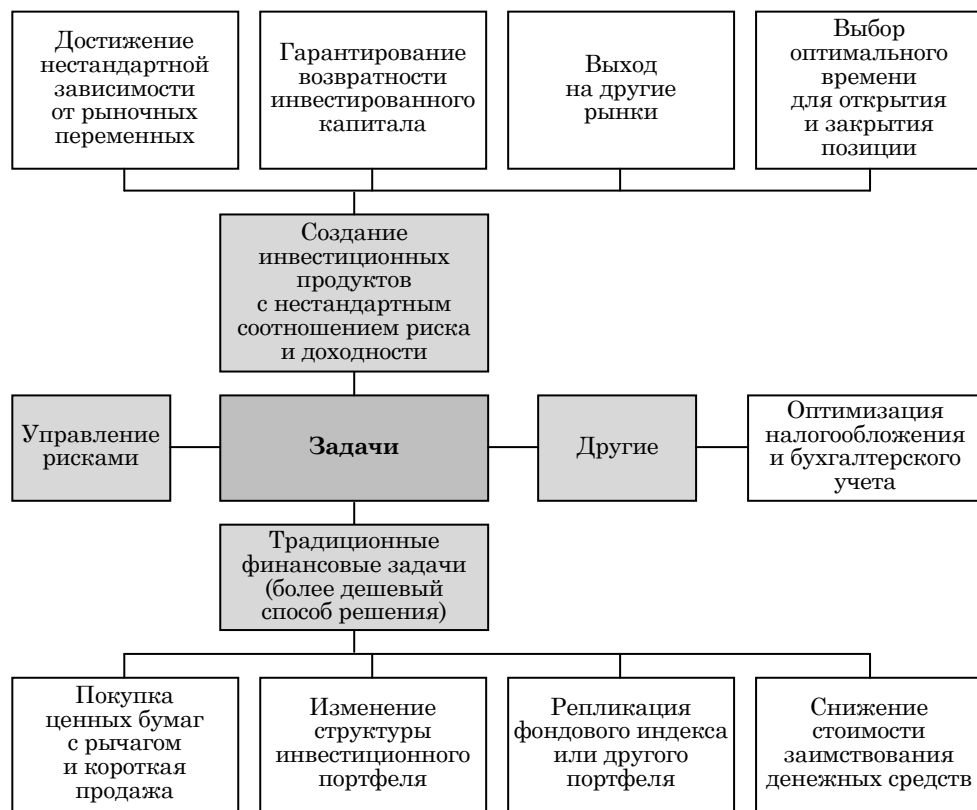 Достижение
нестандартной
зависимости
от рыночных
переменных
Гарантирование
возвратности
инвестированного
капитала
Выход
на другие
рынки
Выбор
оптимального
времени
для открытия
и закрытия
позиции
Создание
инвестиционных
продуктов
с нестандартным
соотношением риска
и доходности
Управление
рисками
Задачи
Другие
Оптимизация
налогообложения
и бухгалтерского
учета
Традиционные
финансовые задачи
(более дешевый
способ решения)
Покупка
ценных бумаг
с рычагом
и короткая
продажа
Изменение
структуры
инвестиционного
портфеля
Репликация
фондового индекса
или другого
портфеля
Снижение
стоимости
заимствования
денежных средств